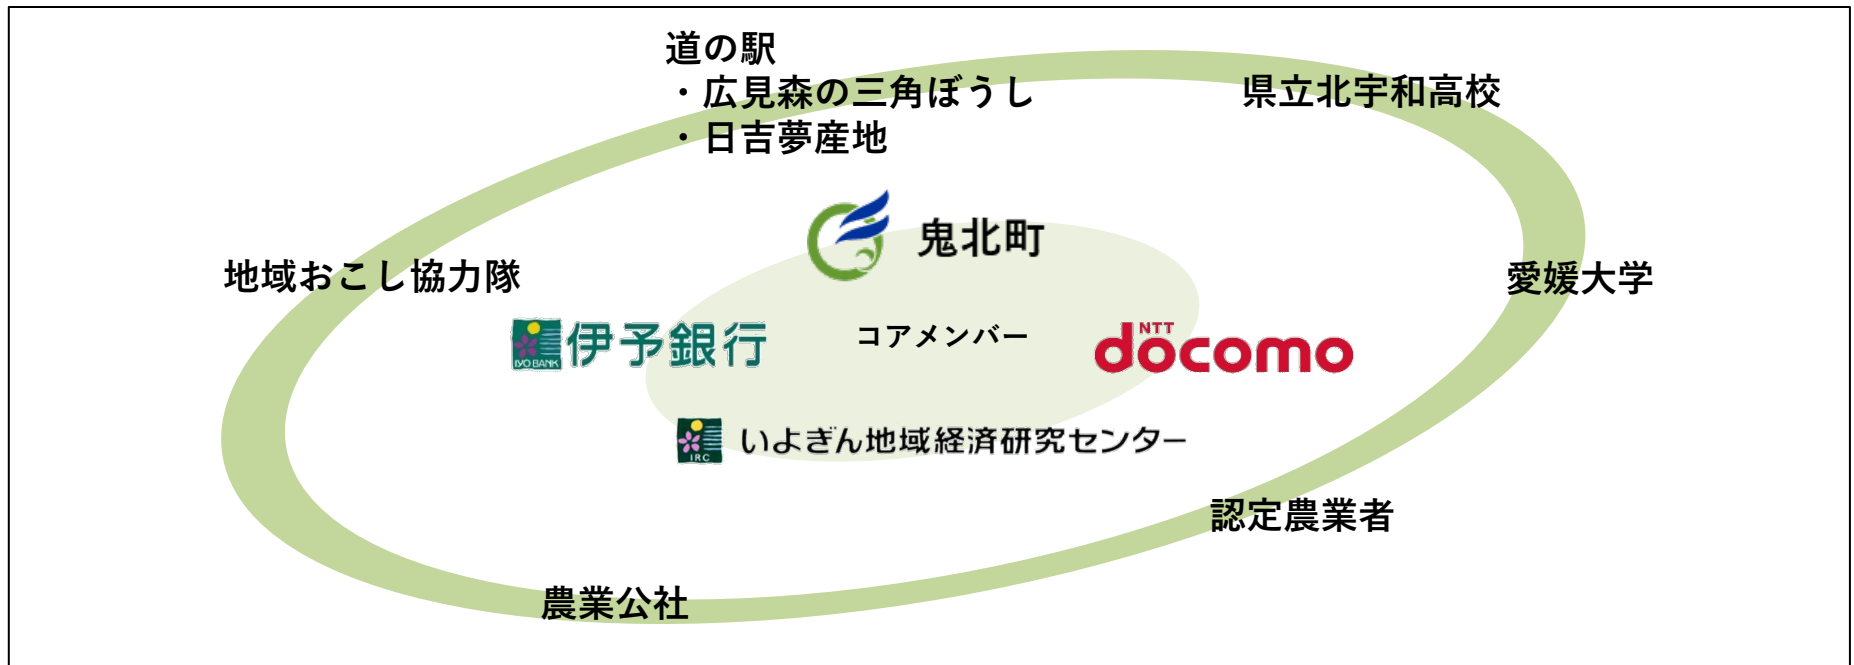 道の駅
・広見森の三角ぼうし
・日吉夢産地
県立北宇和高校
鬼北町
地域おこし協力隊
愛媛大学
IYO BANK
伊予銀行
コアメンバー
NTT
docomo
IRC
いよぎん地域経済研究センター
認定農業者
農業公社